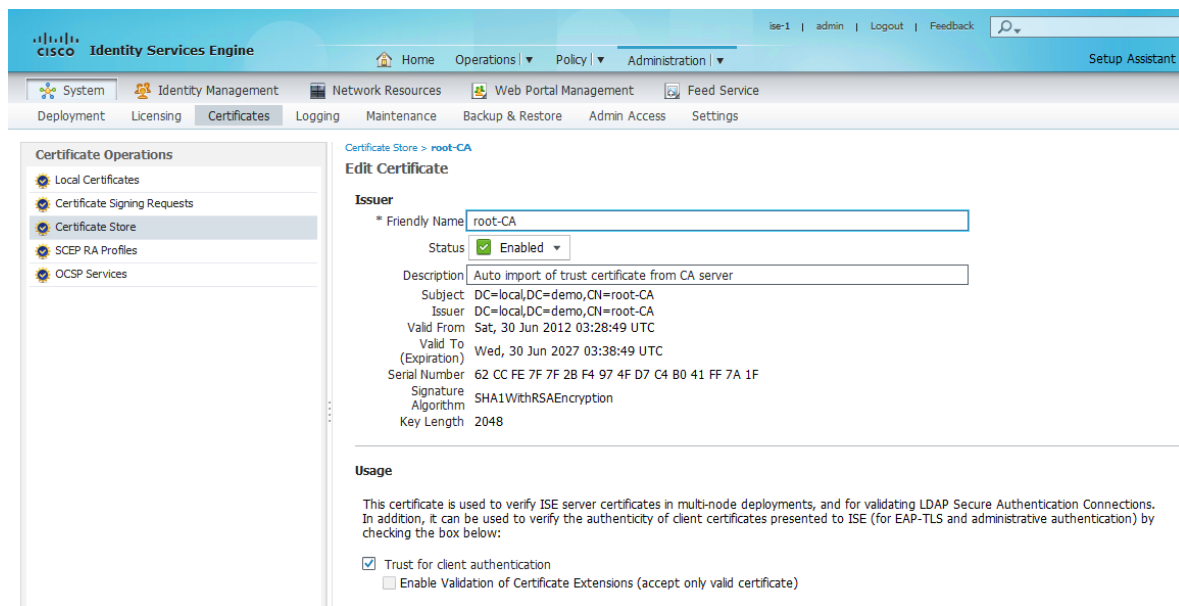 ise-1 | admin | Logout | Feedback
CISCO Identity Services Engine
Home Operations | ▼ Policy | ▼ Administration | ▼ Setup Assistant
System Identity Management Network Resources Web Portal Management Feed Service
Deployment Licensing Certificates Logging Maintenance Backup & Restore Admin Access Settings
Certificate Operations
Local Certificates
Certificate Signing Requests
Certificate Store
SCEP RA Profiles
OCSP Services
Certificate Store > root-CA
Edit Certificate
Issuer
* Friendly Name root-CA
Status Enabled
Description Auto import of trust certificate from CA server
Subject DC=local,DC=demo,CN=root-CA
Issuer DC=local,DC=demo,CN=root-CA
Valid From Sat, 30 Jun 2012 03:28:49 UTC
Valid To
(Expiration) Wed, 30 Jun 2027 03:38:49 UTC
Serial Number 62 CC FE 7F 7F 2B F4 97 4F D7 C4 B0 41 FF 7A 1F
Signature
Algorithm SHA1WithRSAEncryption
Key Length 2048
Usage
This certificate is used to verify ISE server certificates in multi-node deployments, and for validating LDAP Secure Authentication Connections.
In addition, it can be used to verify the authenticity of client certificates presented to ISE (for EAP-TLS and administrative authentication) by
checking the box below:
Trust for client authentication
Enable Validation of Certificate Extensions (accept only valid certificate)